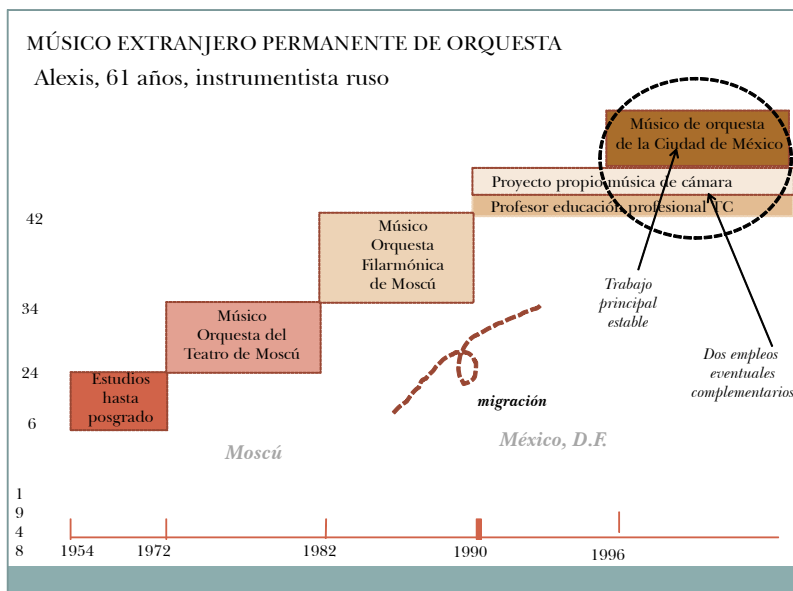 MÚSICO EXTRANJERO PERMANENTE DE ORQUESTA
Alexis, 61 años, instrumentista ruso
Músico de orquesta
de la Ciudad de México
Proyecto propio música de cámara
Profesor educación profesional TC
42
Músico
Orquesta
Filarmónica
de Moscú
Trabajo
principal
estable
34
Músico
Orquesta del
Teatro de Moscú
Dos empleos
eventuales
complementarios
24
Estudios
hasta
posgrado
6
migración
Moscú
México, D.F.
1
9
4
8
1954
1972
1982
1990
1996